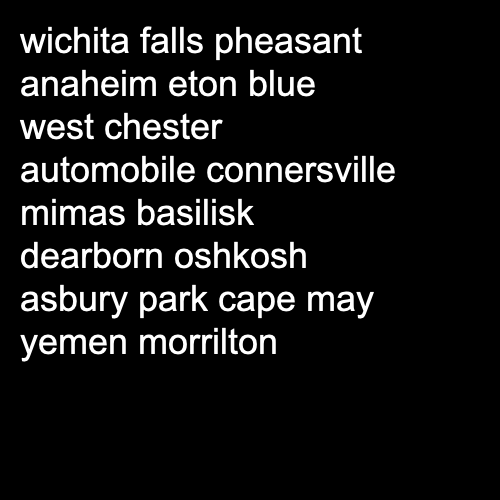 wichita falls pheasant
anaheim eton blue
west chester
automobile connersville
mimas basilisk
dearborn oshkosh
asbury park cape may
yemen morrilton